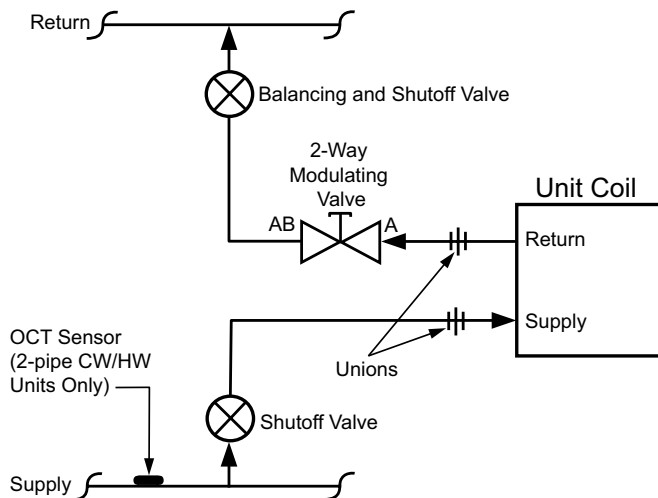 Return
Balancing and Shutoff Valve
2-Way
Modulating
Valve
Unit Coil
AB
A
Return
Supply
OCT Sensor
(2-pipe CW/HW
Units Only)
Unions
Shutoff Valve
Supply